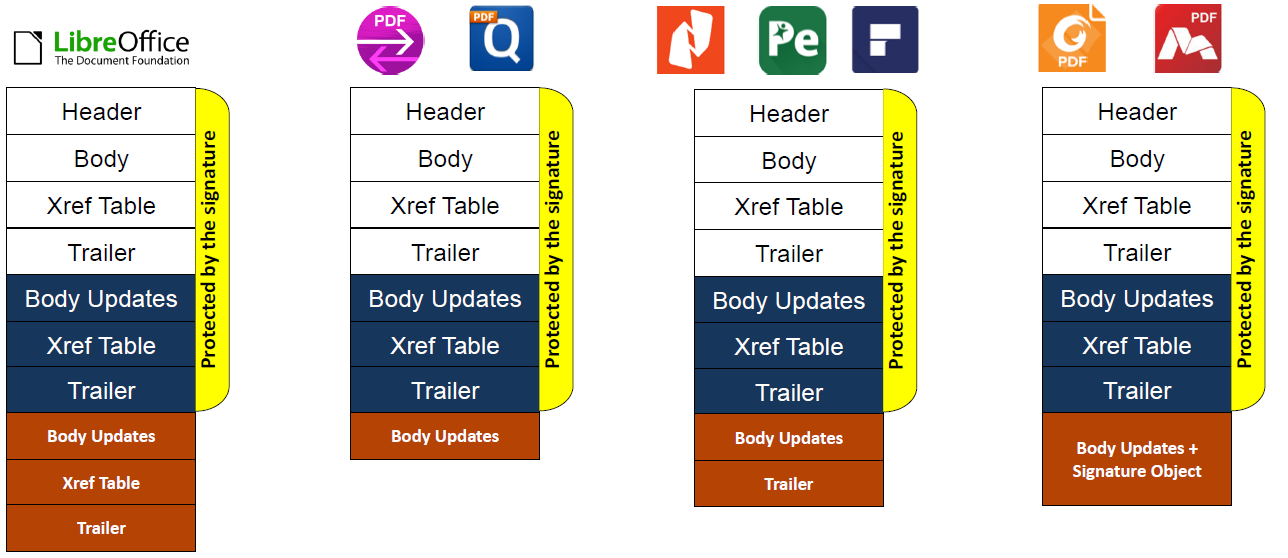 LibreOffice
The Document Foundation
Header
Body
Xref Table
Trailer
Body Updates
Xref Table
Trailer
Body Updates
Xref Table
Trailer
Protected by the signature
PDF
PDF
Q
Header
Body
Xref Table
Trailer
Body Updates
Xref Table
Trailer
Body Updates
Protected by the signature
Pe
Header
Body
Xref Table
Trailer
Body Updates
Xref Table
Trailer
Body Updates
Trailer
Protected by the signature
PDF
PDF
Header
Body
Xref Table
Trailer
Body Updates
Xref Table
Trailer
Body Updates +
Signature Object
Protected by the signature